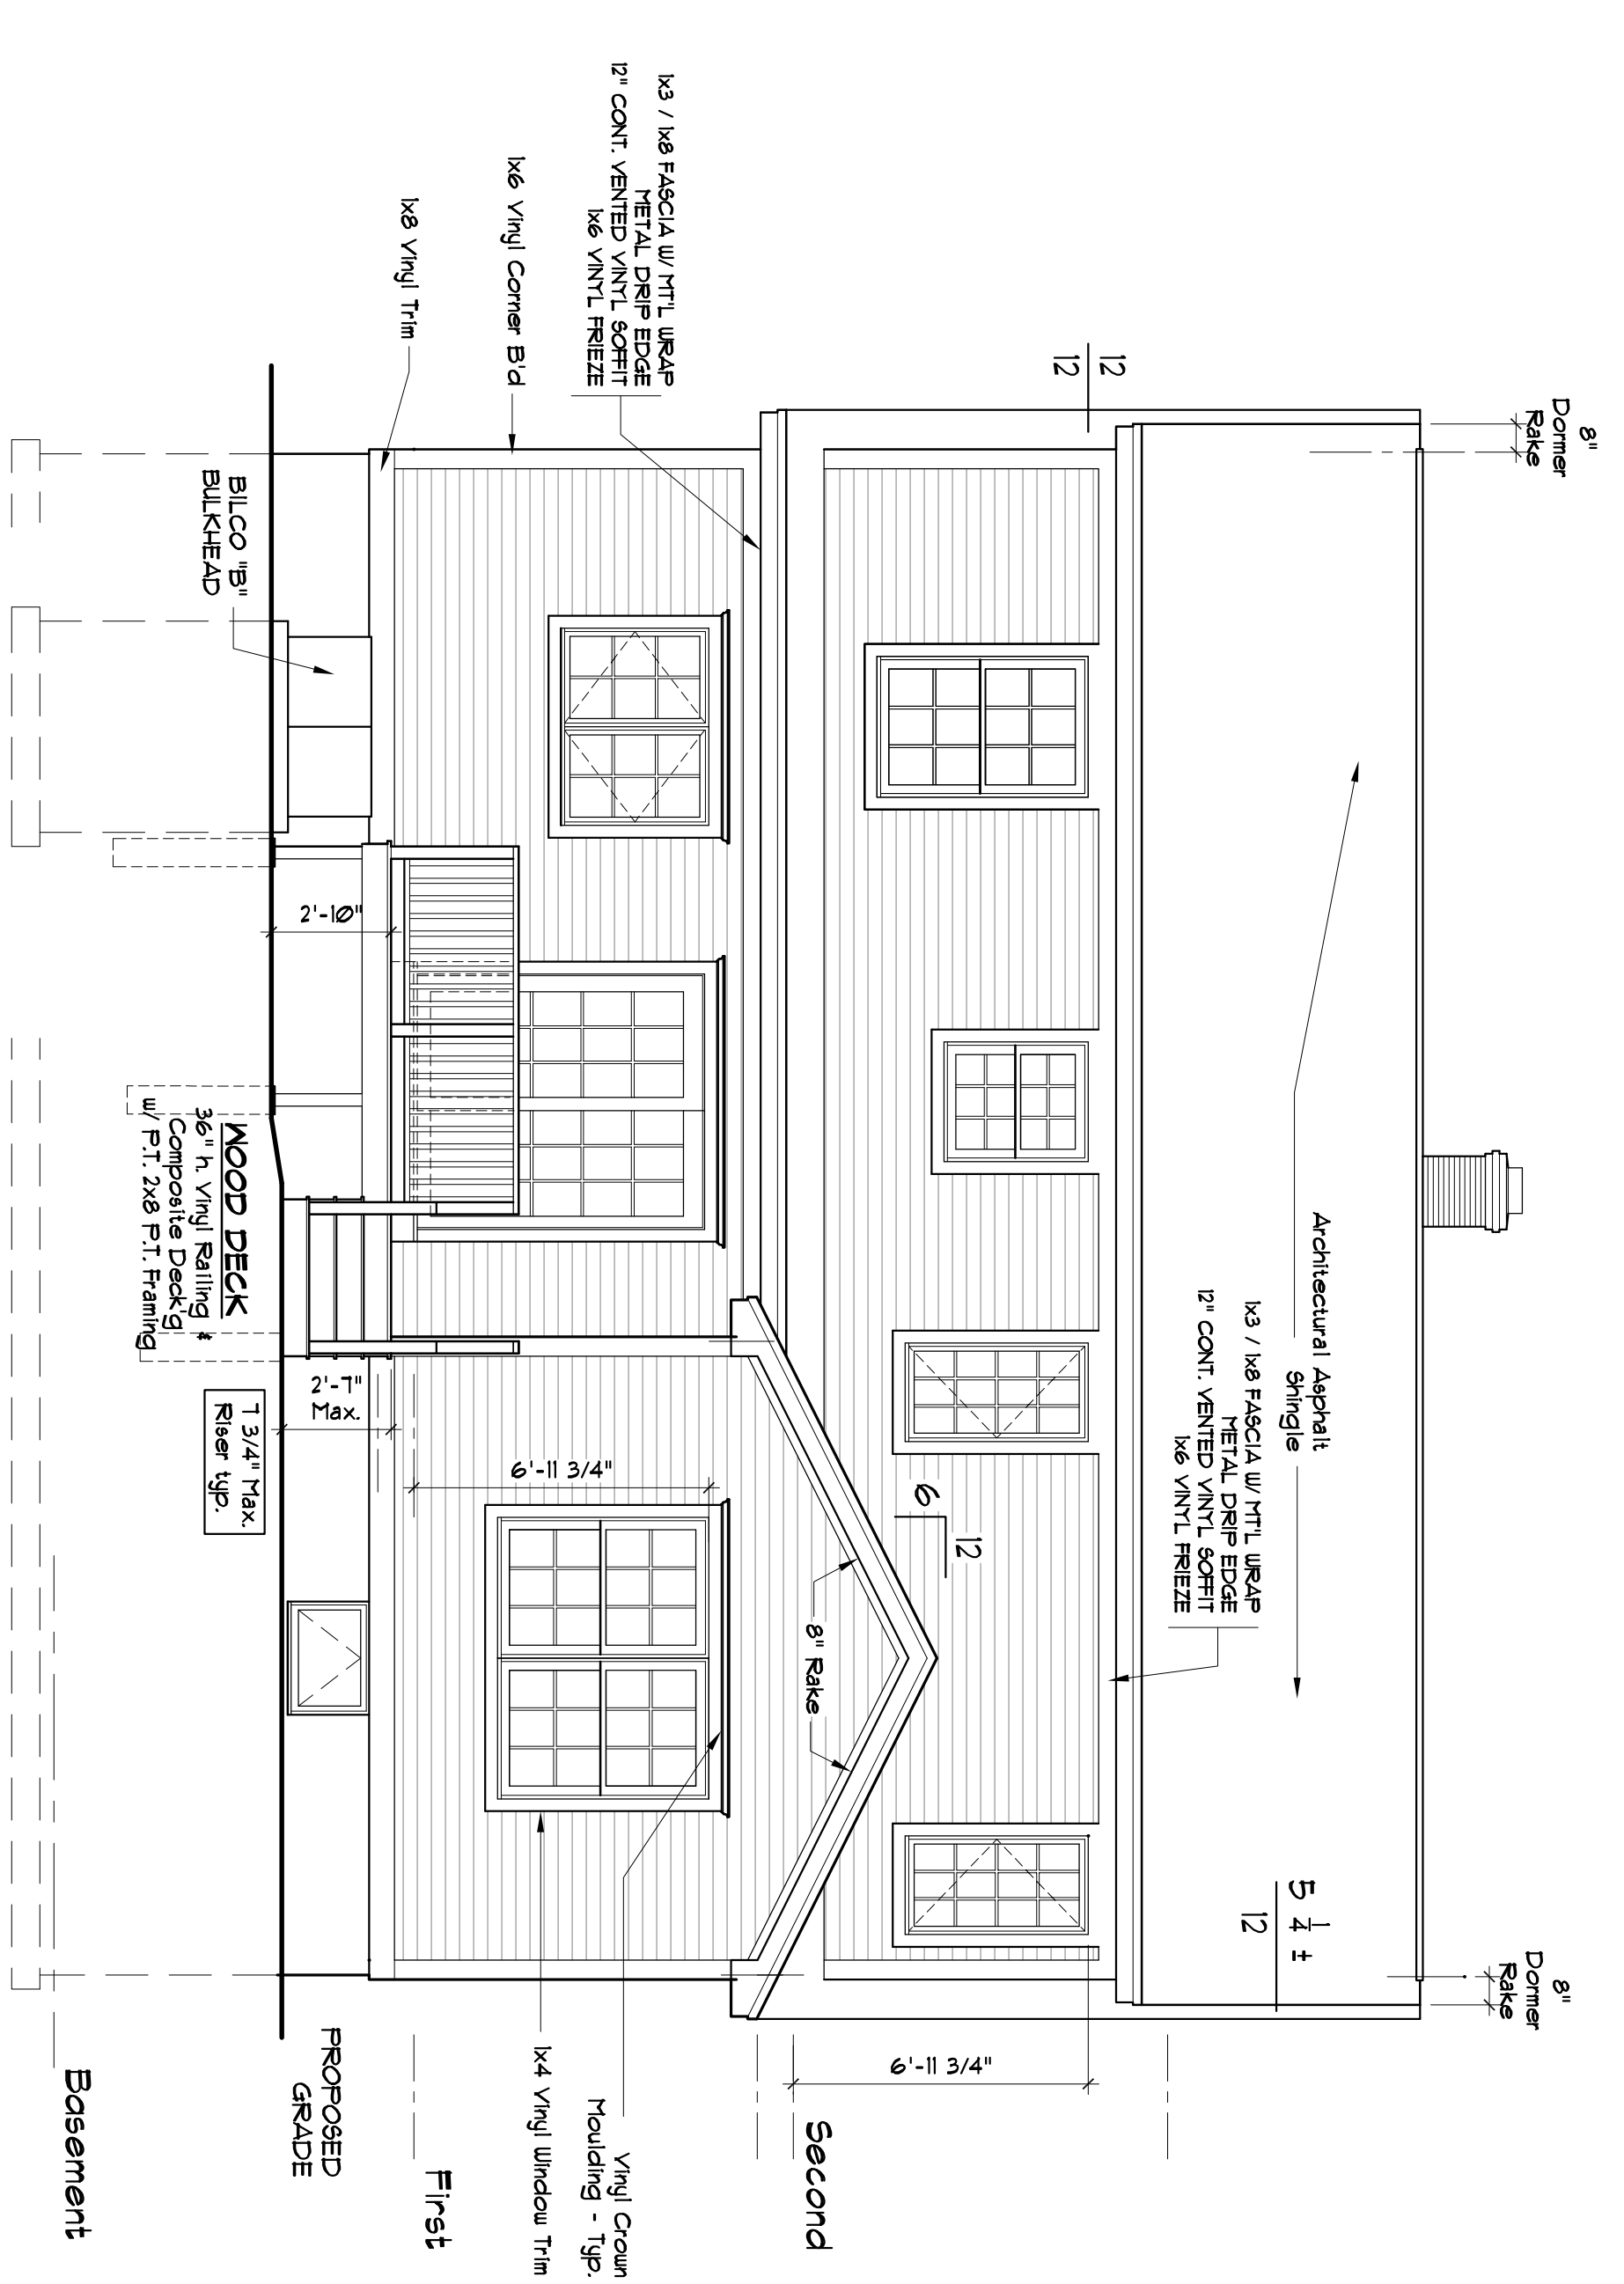 8"
Dormer
Rake
12
12
1x3 / 1x8 FASCIA W/ MT'L WRAP
METAL DRIP EDGE
12" CONT. VENTED VINYL SOFFIT
1x6 VINYL FRIEZE
1x6 Vinyl Corner B'd
1x8 Vinyl Trim
BILCO "B"
BULKHEAD
2'-10"
WOOD DECK
36" h. Vinyl Railing &
Composite Deck'g
w/ P.T. 2x8 P.T. Framing
2'-7"
Max.
7 3/4" Max.
Riser typ.
6'-11 3/4"
6
12
8" Rake
Architectural Asphalt
Shingle
1x3 / 1x8 FASCIA W/ MT'L WRAP
METAL DRIP EDGE
12" CONT. VENTED VINYL SOFFIT
1x6 VINYL FRIEZE
5 1/4 ±
12
8"
Dormer
Rake
6'-11 3/4"
Second
Vinyl Crown
Moulding - Typ.
1x4 Vinyl Window Trim
First
PROPOSED
GRADE
Basement